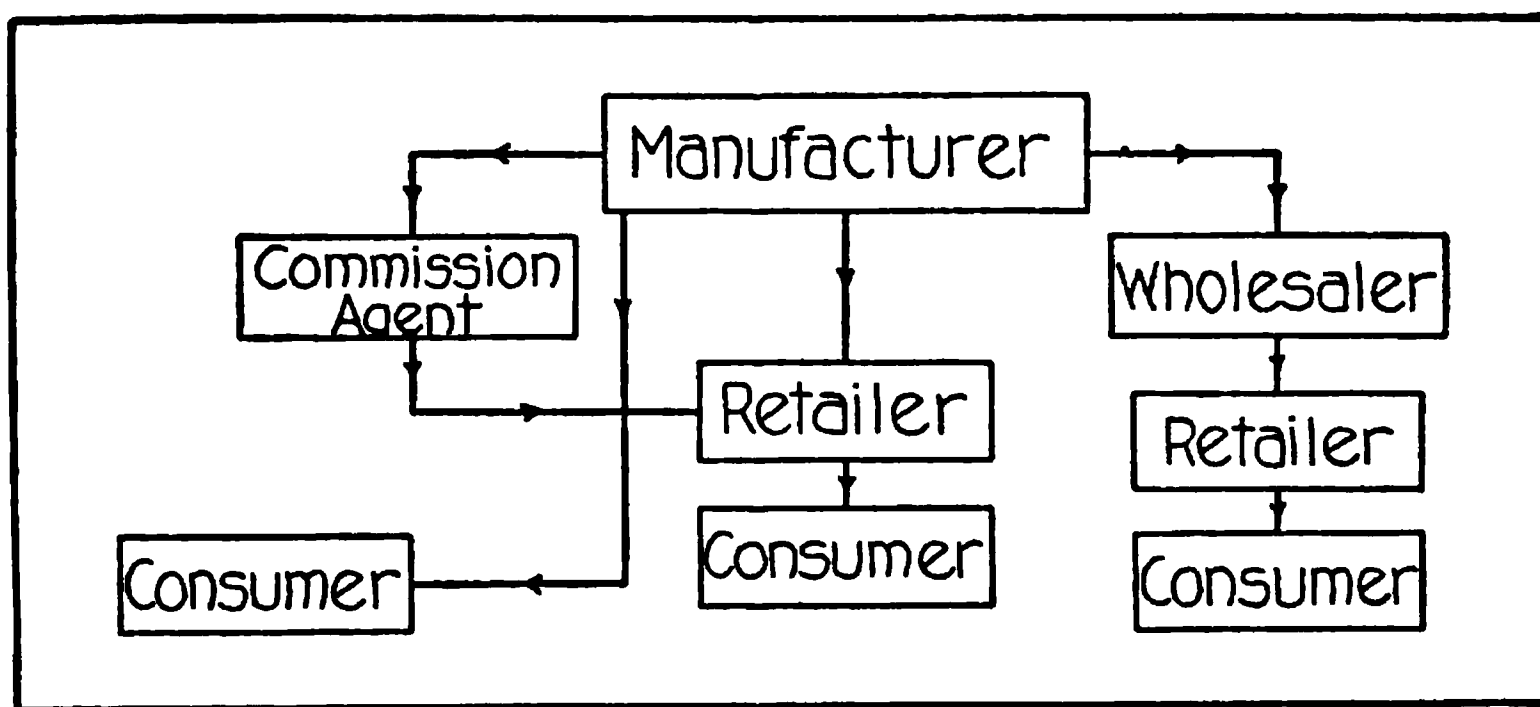 Manufacturer
Commission
Agent
Wholesaler
Retailer
Retailer
Consumer
Consumer
Consumer